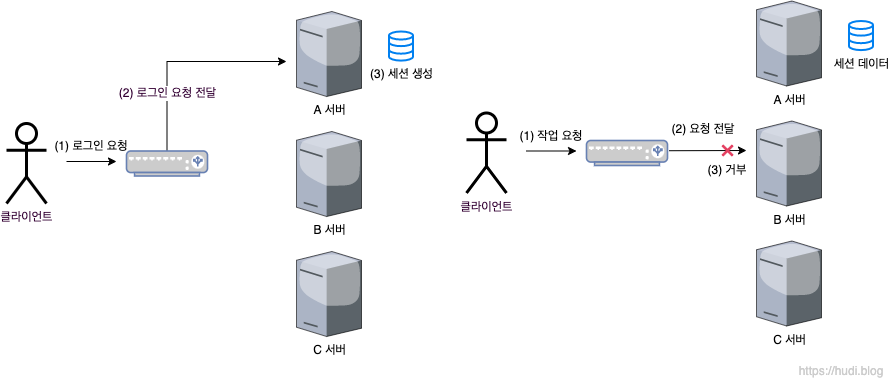 (1) 로그인 요청
(2) 로그인 요청 전달
(3) 세션 생성
A 서버
B 서버
C 서버
클라이언트
(1) 작업 요청
(2) 요청 전달
(3) 거부
세션 데이터
A 서버
B 서버
C 서버
클라이언트
https://hudi.blog